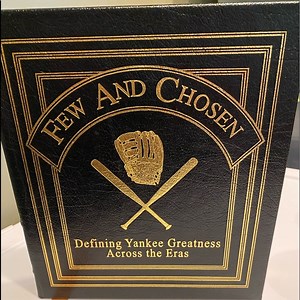 Few And Chosen
Defining Yankee Greatness
Across the Eras